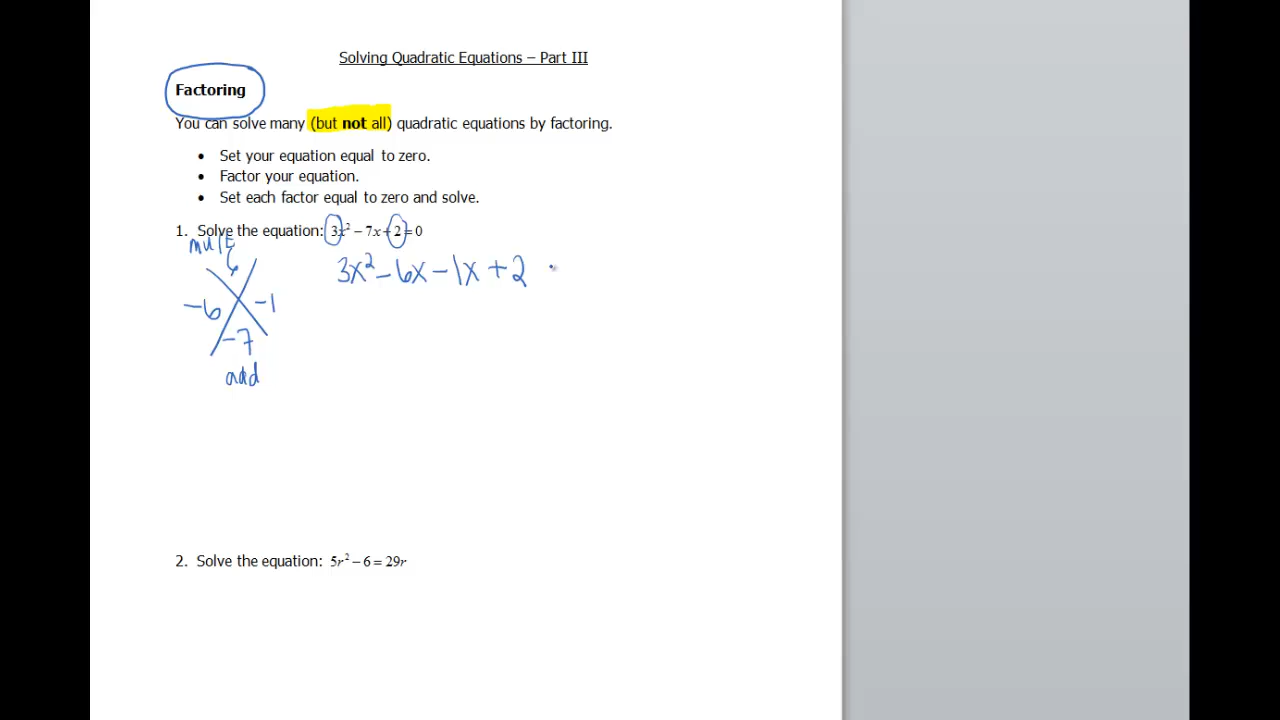 Solving Quadratic Equations – Part III
Factoring
You can solve many (but not all) quadratic equations by factoring.
• Set your equation equal to zero.
• Factor your equation.
• Set each factor equal to zero and solve.
1. Solve the equation: 3x² − 7x + 2 = 0
mult
6
3x² − 6x − 1x + 2
−6 −1
−7
add
2. Solve the equation: 5r² − 6 = 29r